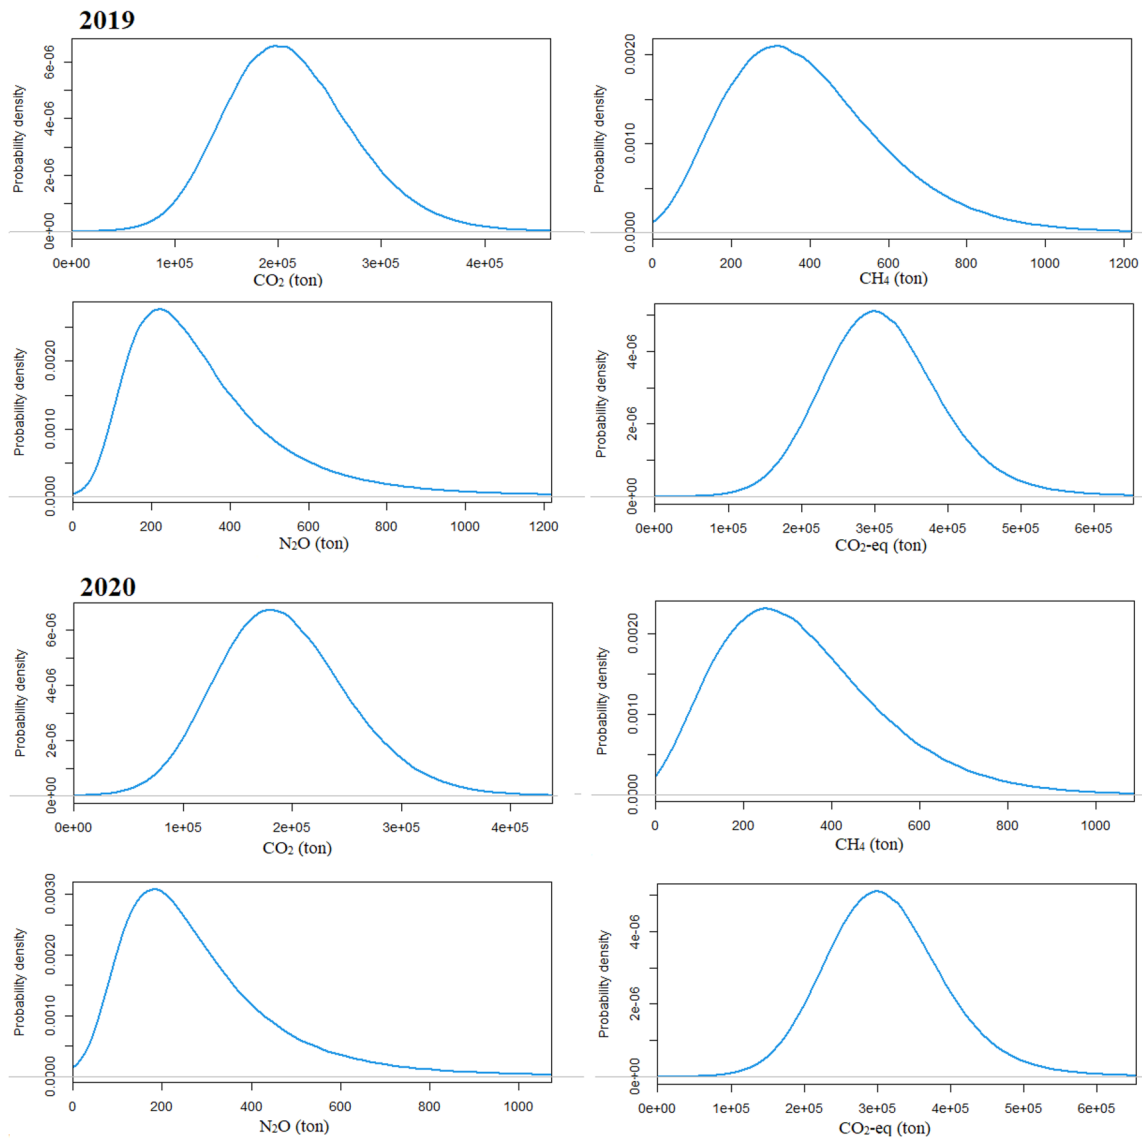 2019
Probability density
0e+00 2e-06 4e-06 6e-06
0e+00 1e+05 2e+05 3e+05 4e+05
CO₂ (ton)
Probability density
0.0000 0.0010 0.0020
0 200 400 600 800 1000 1200
CH₄ (ton)
Probability density
0.0000 0.0010 0.0020
0 200 400 600 800 1000 1200
N₂O (ton)
Probability density
0e+00 2e-06 4e-06
0e+00 1e+05 2e+05 3e+05 4e+05 5e+05 6e+05
CO₂-eq (ton)
2020
Probability density
0e+00 2e-06 4e-06 6e-06
0e+00 1e+05 2e+05 3e+05 4e+05
CO₂ (ton)
Probability density
0.0000 0.0010 0.0020
0 200 400 600 800 1000
CH₄ (ton)
Probability density
0.0000 0.0010 0.0020 0.0030
0 200 400 600 800 1000
N₂O (ton)
Probability density
0e+00 2e-06 4e-06
0e+00 1e+05 2e+05 3e+05 4e+05 5e+05 6e+05
CO₂-eq (ton)